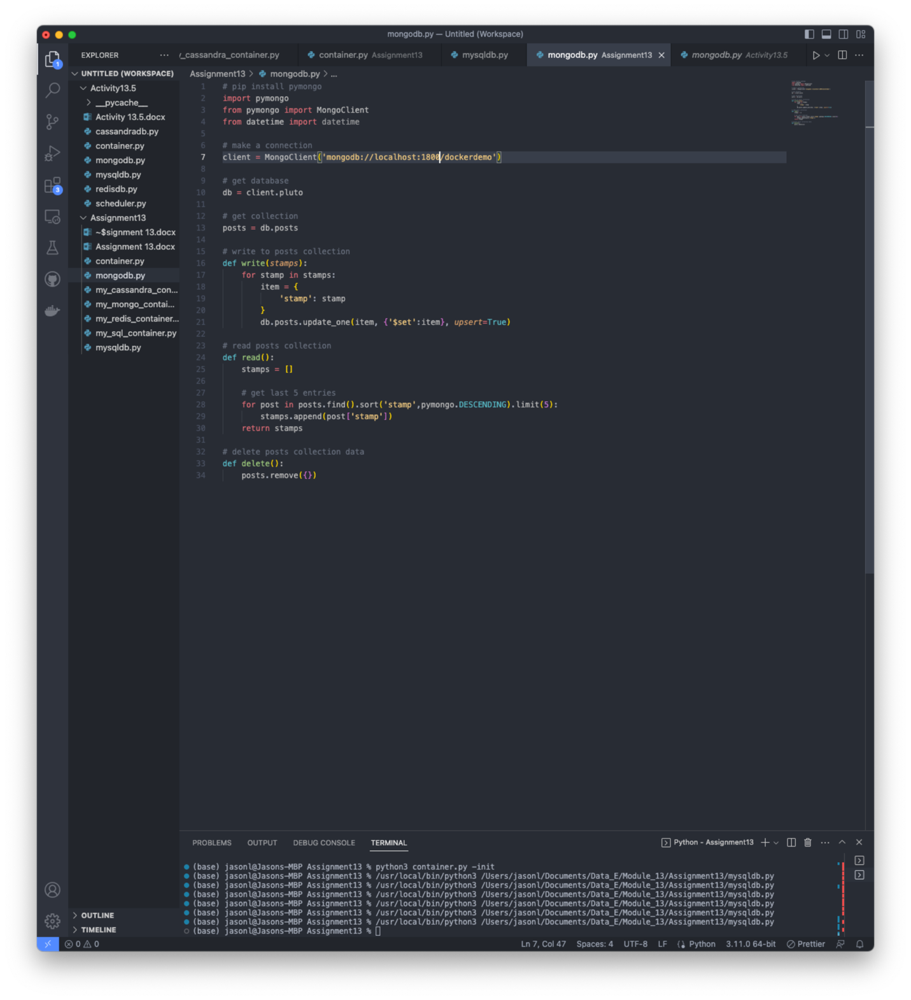 mongodb.py — Untitled (Workspace)
EXPLORER
_cassandra_container.py
container.py Assignment13
mysqldb.py
mongodb.py Assignment13
mongodb.py Activity13.5
1
3
UNTITLED (WORKSPACE)
Activity13.5
__pycache__
Activity 13.5.docx
cassandradb.py
container.py
mongodb.py
mysqldb.py
redisdb.py
scheduler.py
Assignment13
~$signment 13.docx
Assignment 13.docx
container.py
mongodb.py
my_cassandra_con...
my_mongo_contai...
my_redis_container...
my_sql_container.py
mysqldb.py
OUTLINE
TIMELINE
Assignment13 > mongodb.py > ...
1 # pip install pymongo
2 import pymongo
3 from pymongo import MongoClient
4 from datetime import datetime
5
6 # make a connection
7 client = MongoClient('mongodb://localhost:1800/dockerdemo')
8
9 # get database
10 db = client.pluto
11
12 # get collection
13 posts = db.posts
14
15 # write to posts collection
16 def write(stamps):
17 for stamp in stamps:
18 item = {
19 'stamp': stamp
20 }
21 db.posts.update_one(item, {'$set':item}, upsert=True)
22
23 # read posts collection
24 def read():
25 stamps = []
26
27 # get last 5 entries
28 for post in posts.find().sort('stamp',pymongo.DESCENDING).limit(5):
29 stamps.append(post['stamp'])
30 return stamps
31
32 # delete posts collection data
33 def delete():
34 posts.remove({})
PROBLEMS OUTPUT DEBUG CONSOLE TERMINAL
Python - Assignment13
(base) jasonl@Jasons-MBP Assignment13 % python3 container.py -init
(base) jasonl@Jasons-MBP Assignment13 % /usr/local/bin/python3 /Users/jasonl/Documents/Data_E/Module_13/Assignment13/mysqldb.py
(base) jasonl@Jasons-MBP Assignment13 % /usr/local/bin/python3 /Users/jasonl/Documents/Data_E/Module_13/Assignment13/mysqldb.py
(base) jasonl@Jasons-MBP Assignment13 % /usr/local/bin/python3 /Users/jasonl/Documents/Data_E/Module_13/Assignment13/mysqldb.py
(base) jasonl@Jasons-MBP Assignment13 % /usr/local/bin/python3 /Users/jasonl/Documents/Data_E/Module_13/Assignment13/mysqldb.py
(base) jasonl@Jasons-MBP Assignment13 % /usr/local/bin/python3 /Users/jasonl/Documents/Data_E/Module_13/Assignment13/mysqldb.py
(base) jasonl@Jasons-MBP Assignment13 % /usr/local/bin/python3 /Users/jasonl/Documents/Data_E/Module_13/Assignment13/mysqldb.py
(base) jasonl@Jasons-MBP Assignment13 %
0 0
Ln 7, Col 47 Spaces: 4 UTF-8 LF Python 3.11.0 64-bit Prettier